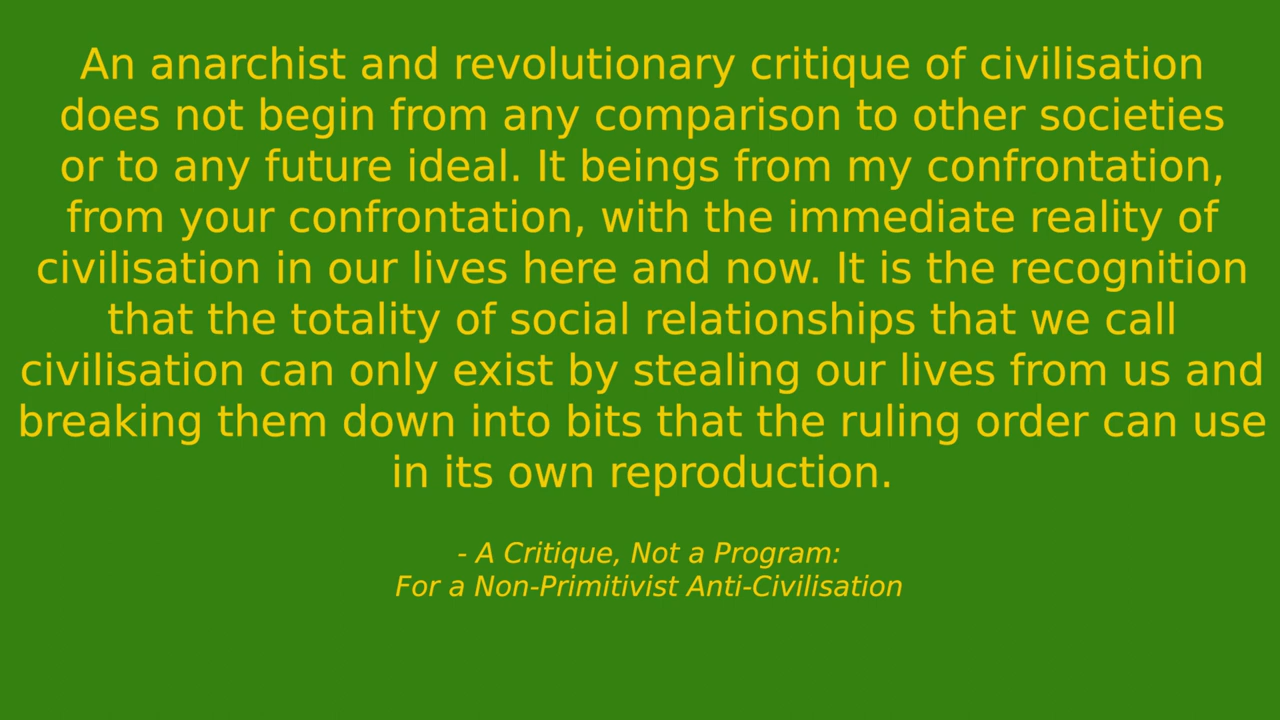 An anarchist and revolutionary critique of civilisation
does not begin from any comparison to other societies
or to any future ideal. It beings from my confrontation,
from your confrontation, with the immediate reality of
civilisation in our lives here and now. It is the recognition
that the totality of social relationships that we call
civilisation can only exist by stealing our lives from us and
breaking them down into bits that the ruling order can use
in its own reproduction.
- A Critique, Not a Program:
For a Non-Primitivist Anti-Civilisation